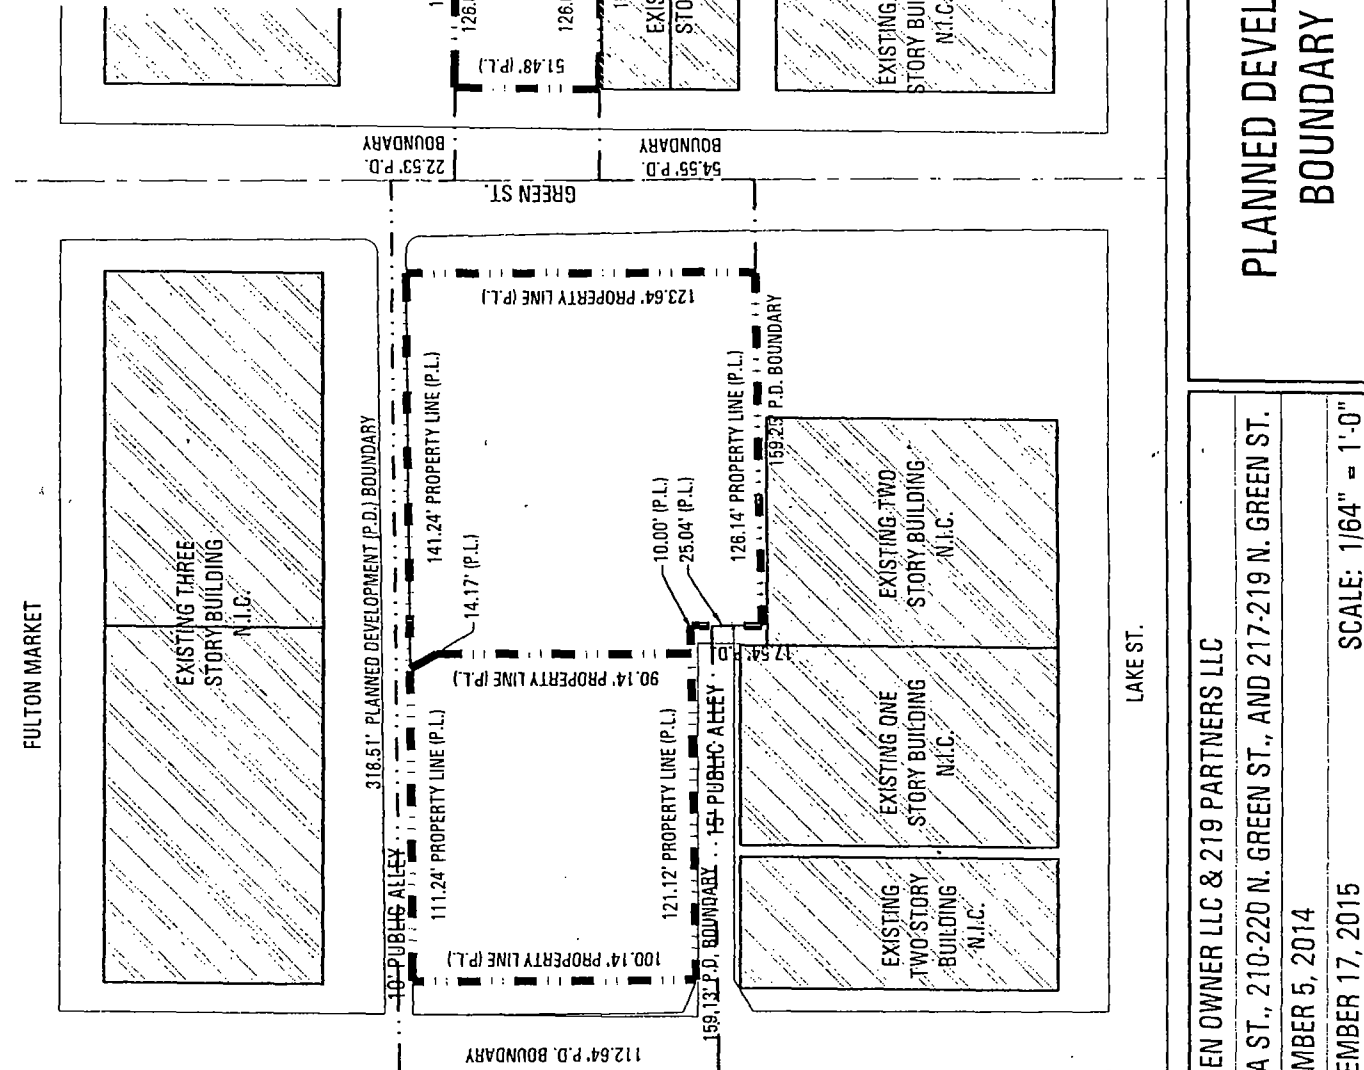 FULTON MARKET
EXISTING THREE
STORY BUILDING
N.I.C.
318.51' PLANNED DEVELOPMENT (P.D.) BOUNDARY
10' PUBLIC ALLEY
141.24' PROPERTY LINE (P.L.)
111.24' PROPERTY LINE (P.L.)
14.17' (P.L.)
123.64' PROPERTY LINE (P.L.)
90.14' PROPERTY LINE (P.L.)
100.14' PROPERTY LINE (P.L.)
112.64' P.D. BOUNDARY
22.53' P.D.
BOUNDARY
54.55' P.D.
BOUNDARY
51.48' (P.L.)
GREEN ST.
10.00' (P.L.)
25.04' (P.L.)
126.14' PROPERTY LINE (P.L.)
P.D. BOUNDARY
17.54' P.D.
121.12' PROPERTY LINE (P.L.)
159.13' P.D. BOUNDARY
15' PUBLIC ALLEY
EXISTING
STORY BUI
N.I.C.
EXISTING TWO
STORY BUILDING
N.I.C.
EXISTING ONE
STORY BUILDING
N.I.C.
EXISTING
TWO STORY
BUILDING
N.I.C.
LAKE ST.
EN OWNER LLC & 219 PARTNERS LLC
A ST., 210-220 N. GREEN ST., AND 217-219 N. GREEN ST.
MBER 5, 2014
EMBER 17, 2015
SCALE: 1/64" = 1'-0"
PLANNED DEVEL
BOUNDARY